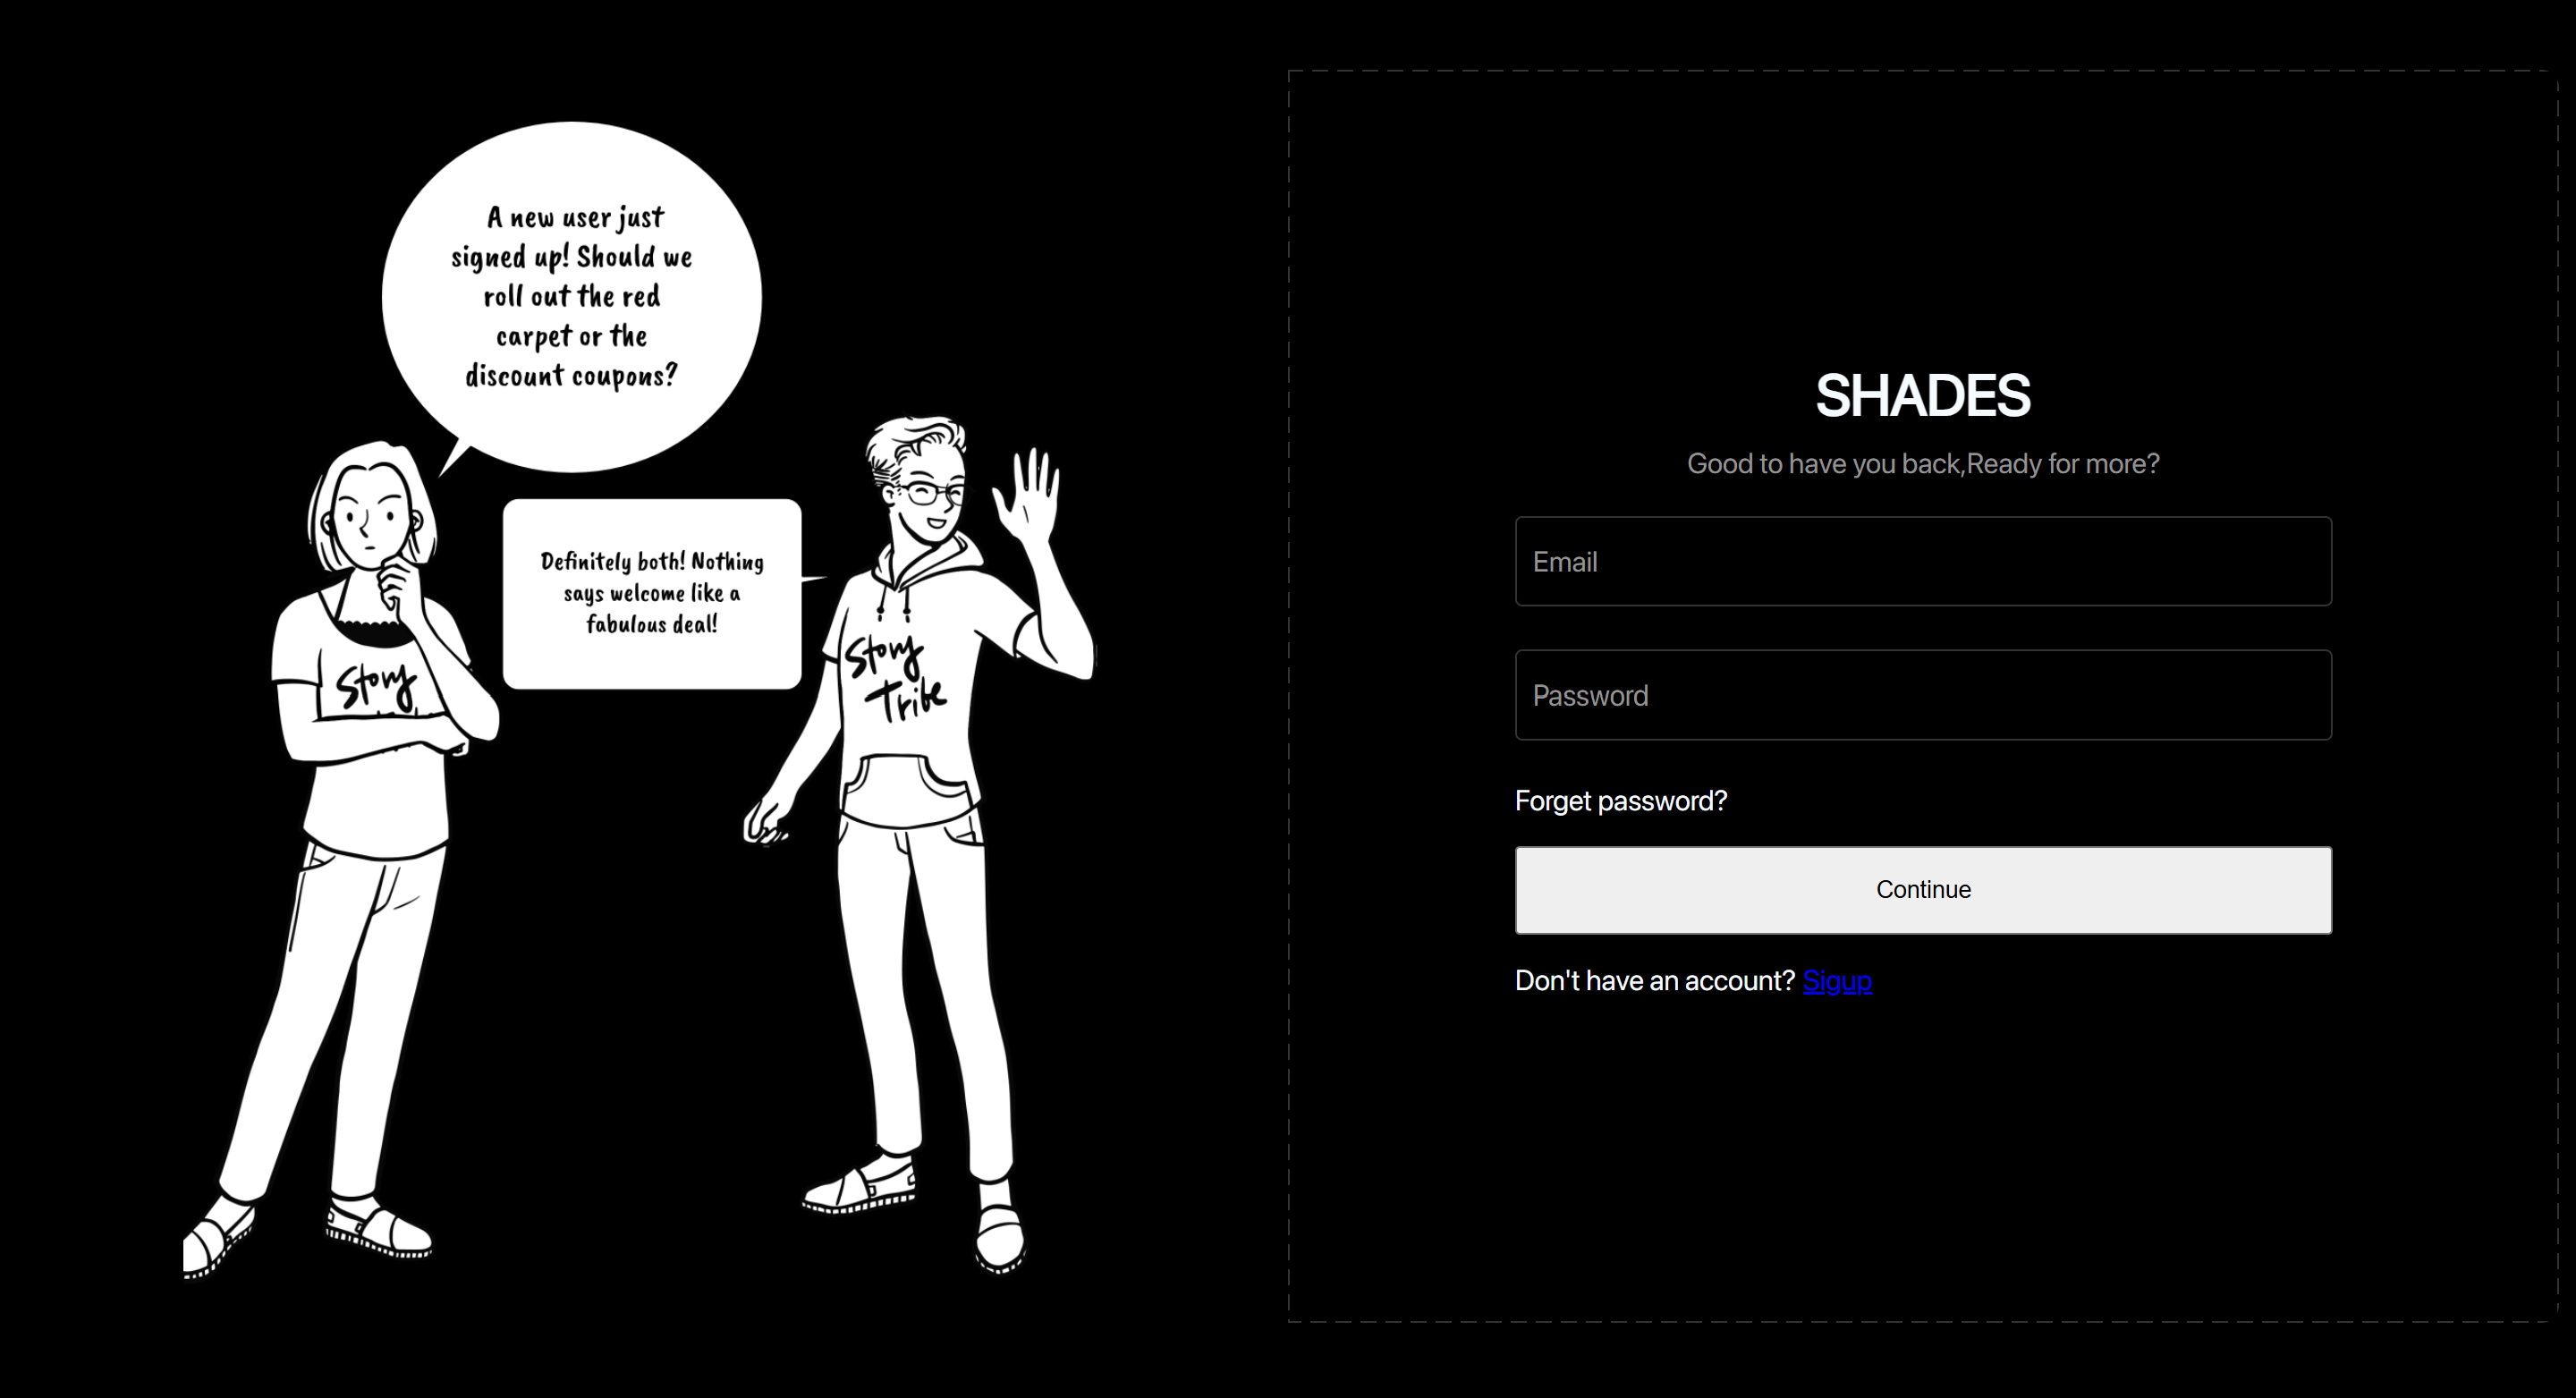 A new user just
signed up! Should we
roll out the red
carpet or the
discount coupons?
Definitely both! Nothing
says welcome like a
fabulous deal!
Story
Story
Tribe
SHADES
Good to have you back,Ready for more?
Email
Password
Forget password?
Continue
Don't have an account? Sigup